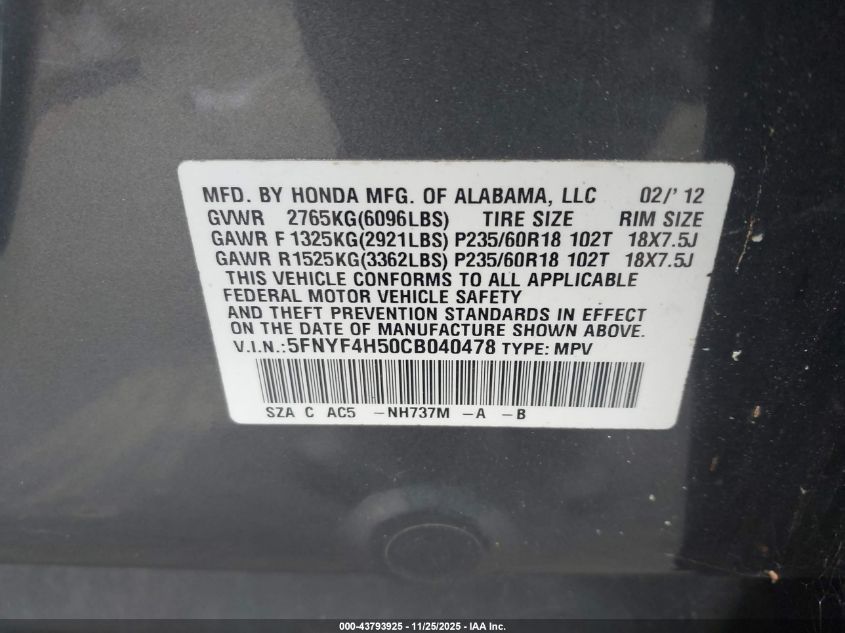 MFD. BY HONDA MFG. OF ALABAMA, LLC 02/' 12
GVWR 2765KG(6096LBS) TIRE SIZE RIM SIZE
GAWR F 1325KG(2921LBS) P235/60R18 102T 18X7.5J
GAWR R1525KG(3362LBS) P235/60R18 102T 18X7.5J
THIS VEHICLE CONFORMS TO ALL APPLICABLE
FEDERAL MOTOR VEHICLE SAFETY
AND THEFT PREVENTION STANDARDS IN EFFECT
ON THE DATE OF MANUFACTURE SHOWN ABOVE.
V.I.N.:5FNYF4H50CB040478 TYPE: MPV
SZA C AC5 -NH737M -A -B
000-43793925 - 11/25/2025 - IAA Inc.